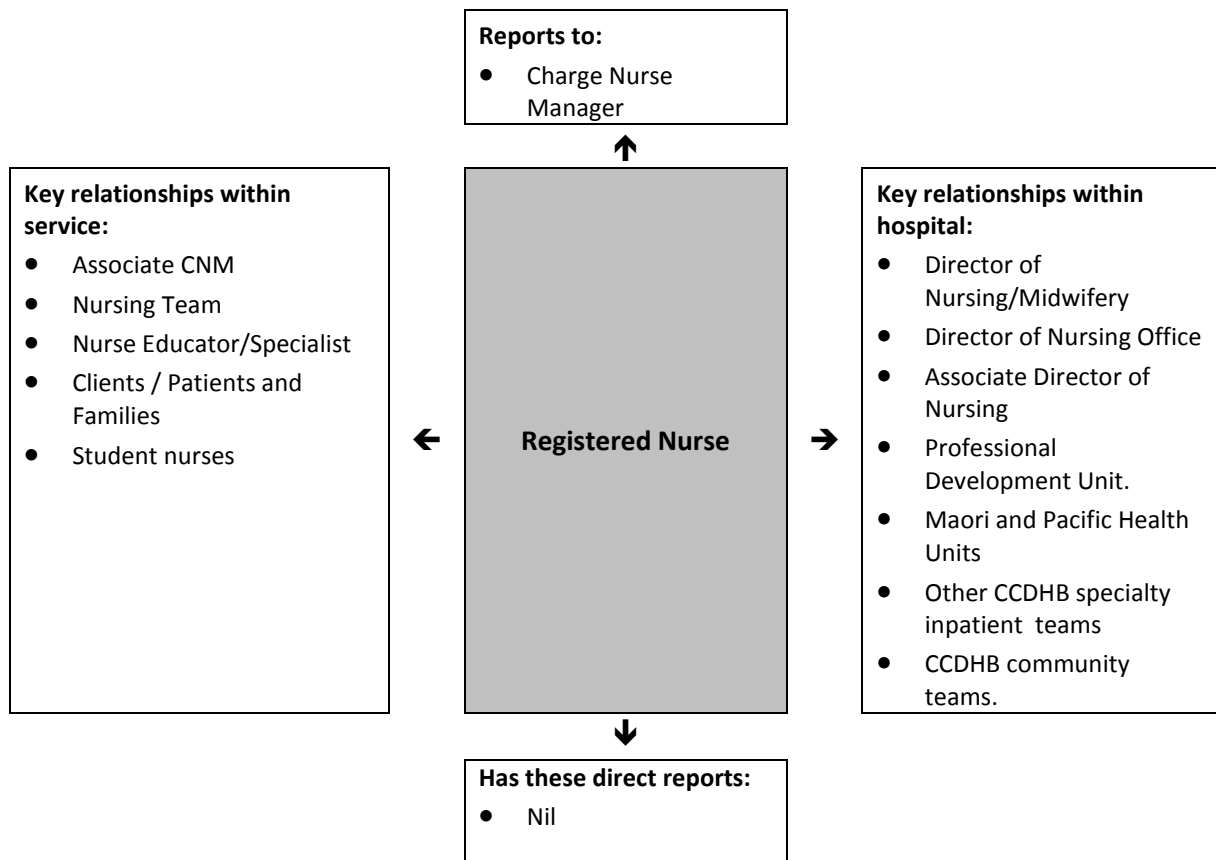 Reports to:
● Charge Nurse
Manager
Key relationships within
service:
● Associate CNM
● Nursing Team
● Nurse Educator/Specialist
● Clients / Patients and
Families
● Student nurses
Registered Nurse
Key relationships within
hospital:
● Director of
Nursing/Midwifery
● Director of Nursing Office
● Associate Director of
Nursing
● Professional
Development Unit.
● Maori and Pacific Health
Units
● Other CCDHB specialty
inpatient teams
● CCDHB community
teams.
Has these direct reports:
● Nil